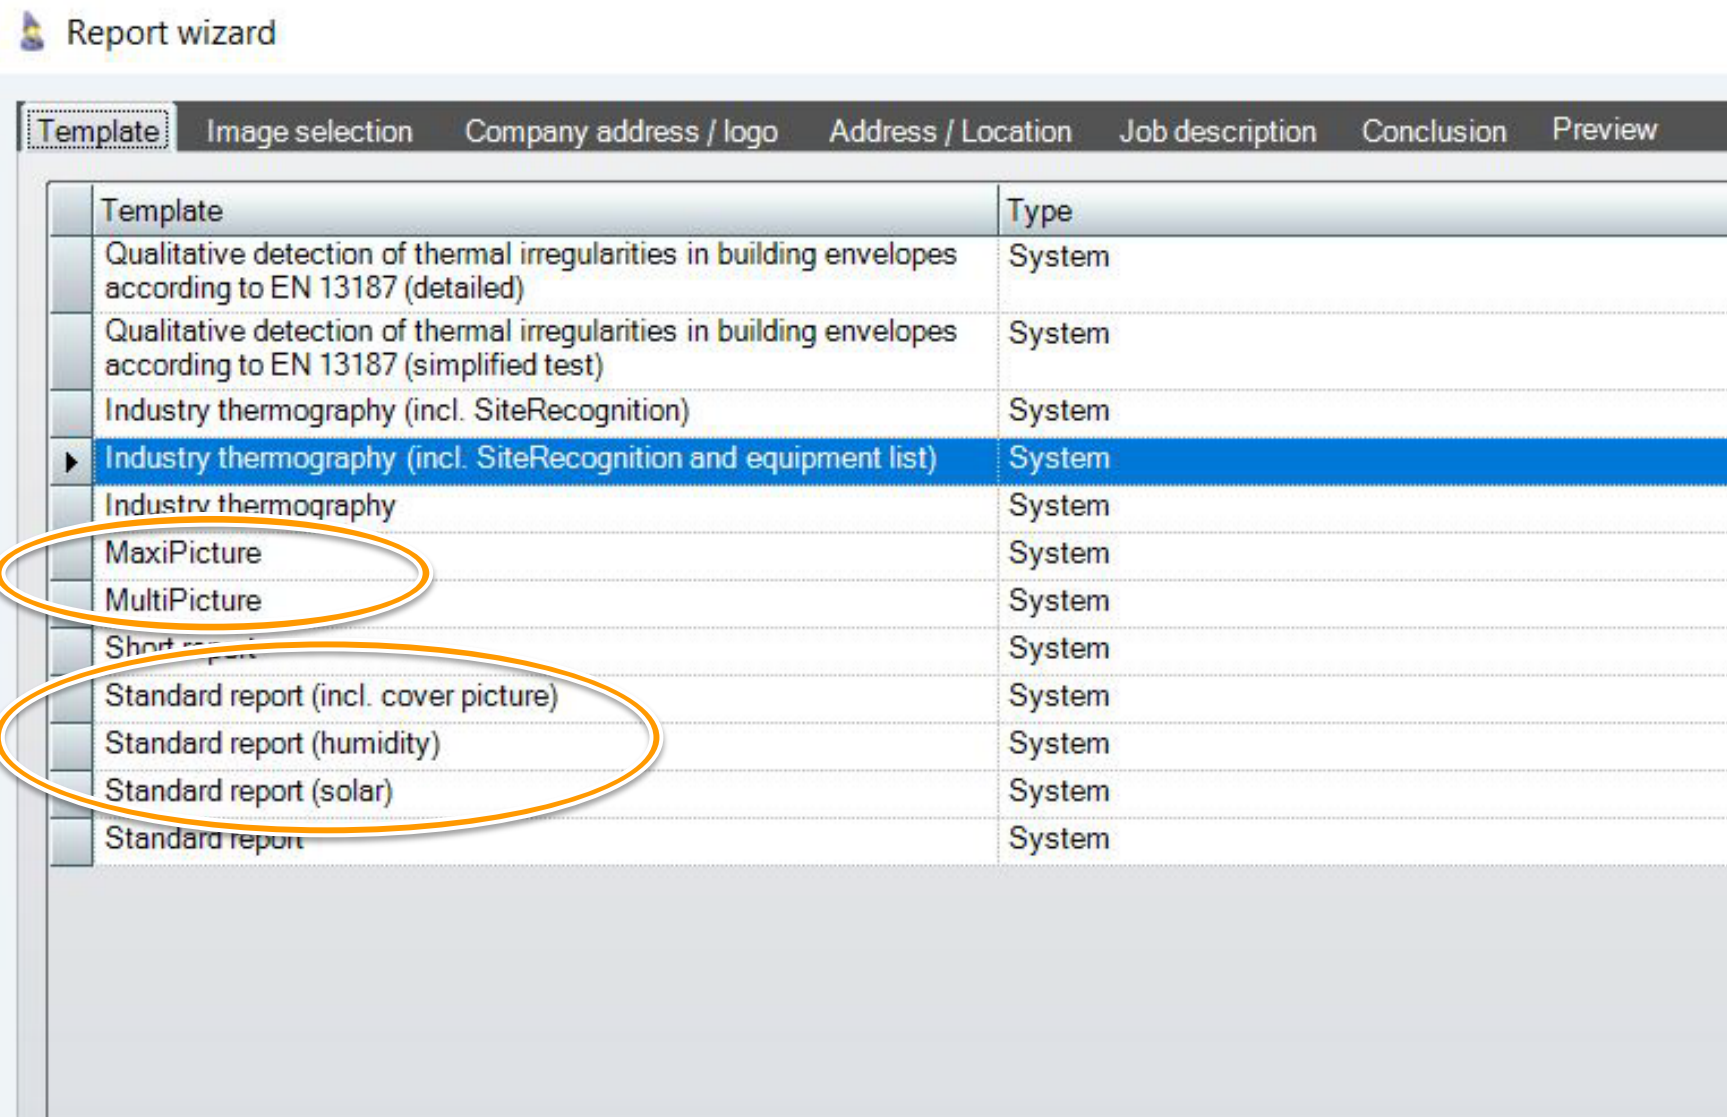 Report wizard
Template Image selection Company address / logo Address / Location Job description Conclusion Preview
Template Type
Qualitative detection of thermal irregularities in building envelopes System
according to EN 13187 (detailed)
Qualitative detection of thermal irregularities in building envelopes System
according to EN 13187 (simplified test)
Industry thermography (incl. SiteRecognition) System
Industry thermography (incl. SiteRecognition and equipment list) System
Industry thermography System
MaxiPicture System
MultiPicture System
Short report System
Standard report (incl. cover picture) System
Standard report (humidity) System
Standard report (solar) System
Standard report System